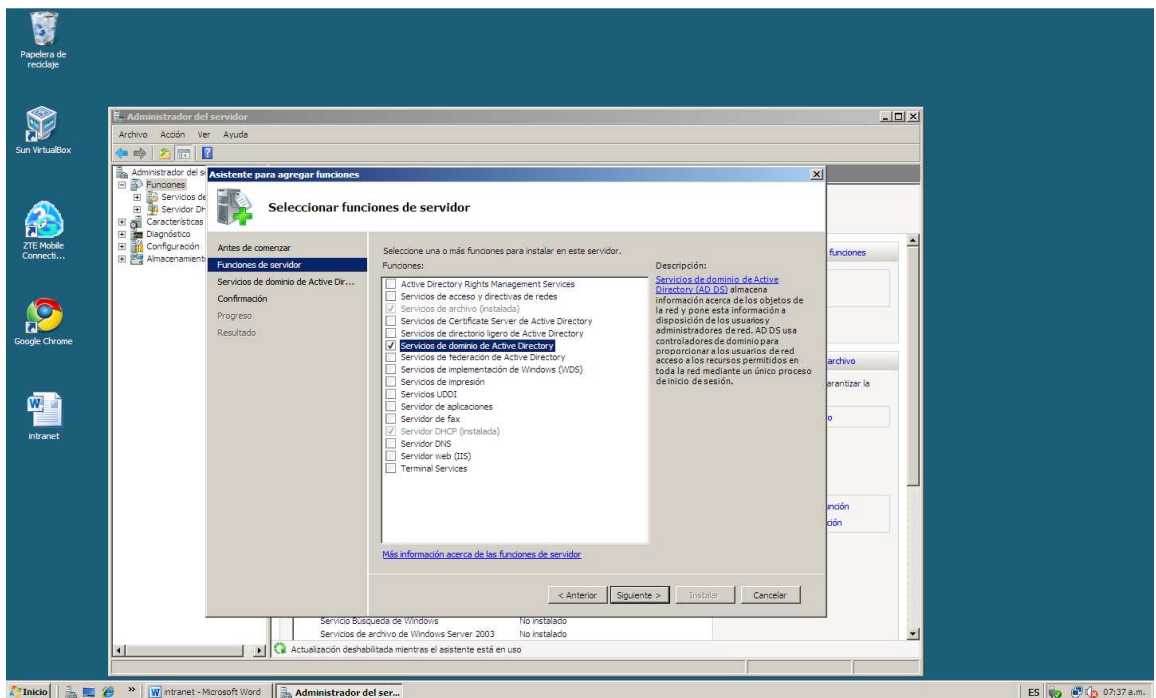 Papelera de
reciclaje
Sun VirtualBox
ZTE Mobile
Connecti...
Google Chrome
intranet
Administrador del servidor
Archivo Acción Ver Ayuda
Administrador del s
Funciones
Servicios de
Servidor DH
Características
Diagnóstico
Configuración
Almacenamient
Asistente para agregar funciones
Seleccionar funciones de servidor
Antes de comenzar
Funciones de servidor
Servicios de dominio de Active Dir...
Confirmación
Progreso
Resultado
Seleccione una o más funciones para instalar en este servidor.
Funciones:
Active Directory Rights Management Services
Servicios de acceso y directivas de redes
Servicios de archivo (instalada)
Servicios de Certificate Server de Active Directory
Servicios de directorio ligero de Active Directory
Servicios de dominio de Active Directory
Servicios de federación de Active Directory
Servicios de implementación de Windows (WDS)
Servicios de impresión
Servicios UDDI
Servidor de aplicaciones
Servidor de fax
Servidor DHCP (instalada)
Servidor DNS
Servidor web (IIS)
Terminal Services
Más información acerca de las funciones de servidor
Descripción:
Servicios de dominio de Active
Directory (AD DS) almacena
información acerca de los objetos de
la red y pone esta información a
disposición de los usuarios y
administradores de red. AD DS usa
controladores de dominio para
proporcionar a los usuarios de red
acceso a los recursos permitidos en
toda la red mediante un único proceso
de inicio de sesión.
< Anterior Siguiente > Instalar Cancelar
funciones
archivo
arantizar la
o
unción
ción
Servicio Búsqueda de Windows No instalado
Servicios de archivo de Windows Server 2003 No instalado
Actualización deshabilitada mientras el asistente está en uso
Inicio » intranet - Microsoft Word Administrador del ser... ES 07:37 a.m.